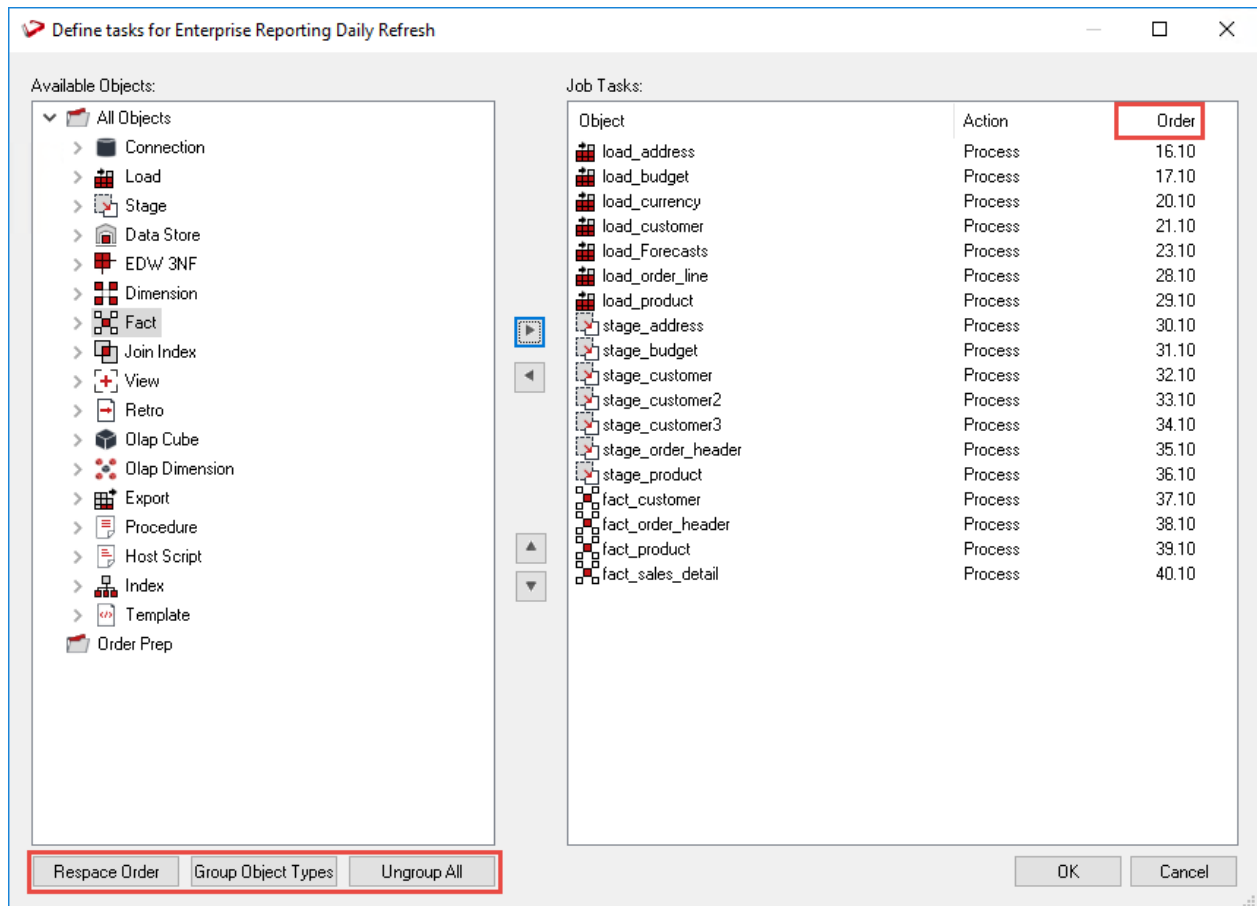 Define tasks for Enterprise Reporting Daily Refresh
Available Objects:
All Objects
Connection
Load
Stage
Data Store
EDW 3NF
Dimension
Fact
Join Index
View
Retro
Olap Cube
Olap Dimension
Export
Procedure
Host Script
Index
Template
Order Prep
Respace Order Group Object Types Ungroup All
Job Tasks:
Object Action Order
load_address Process 16.10
load_budget Process 17.10
load_currency Process 20.10
load_customer Process 21.10
load_Forecasts Process 23.10
load_order_line Process 28.10
load_product Process 29.10
stage_address Process 30.10
stage_budget Process 31.10
stage_customer Process 32.10
stage_customer2 Process 33.10
stage_customer3 Process 34.10
stage_order_header Process 35.10
stage_product Process 36.10
fact_customer Process 37.10
fact_order_header Process 38.10
fact_product Process 39.10
fact_sales_detail Process 40.10
OK Cancel